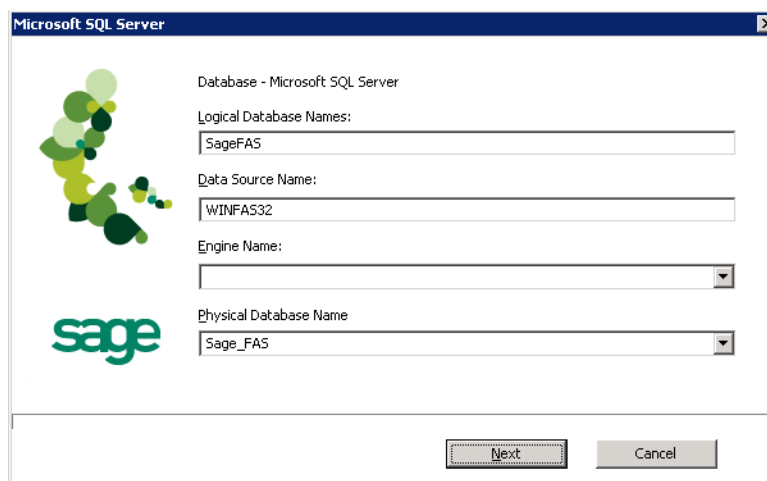 Microsoft SQL Server
Database - Microsoft SQL Server
Logical Database Names:
SageFAS
Data Source Name:
WINFAS32
Engine Name:
Physical Database Name
Sage_FAS
sage
Next
Cancel